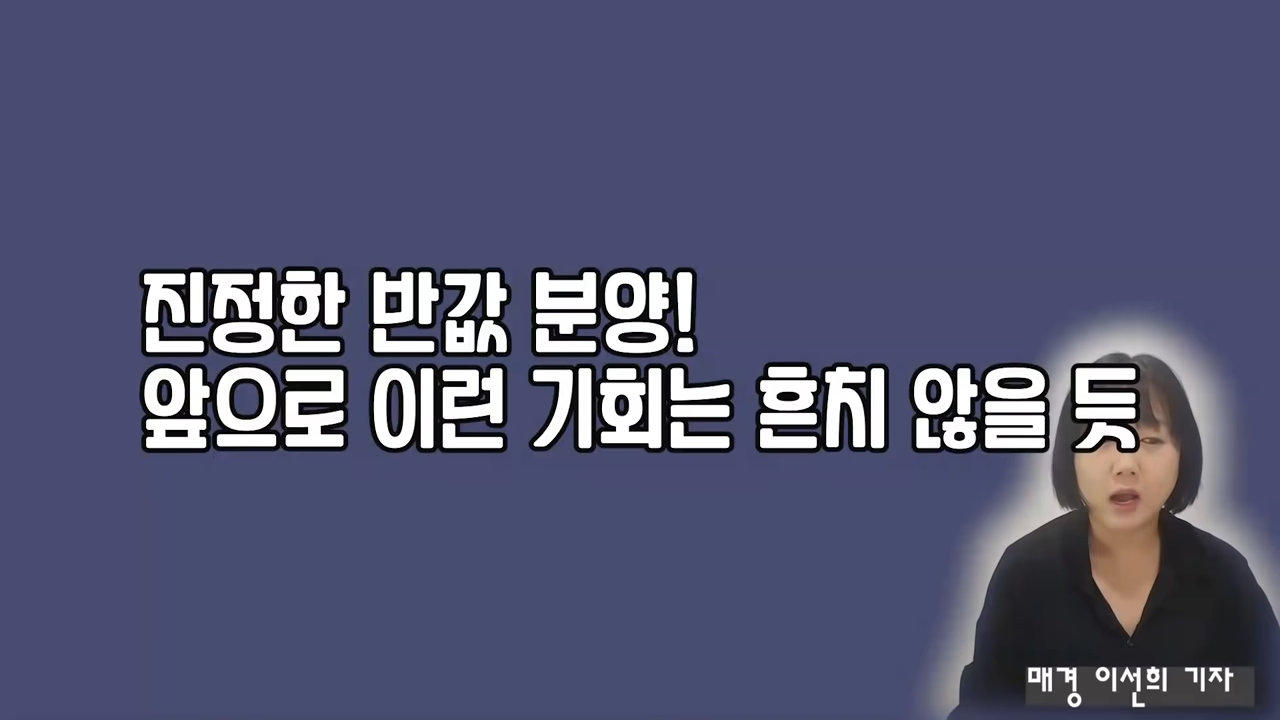 진정한 반값 분양!
앞으로 이런 기회는 흔치 않을 듯
매경 이선희 기자